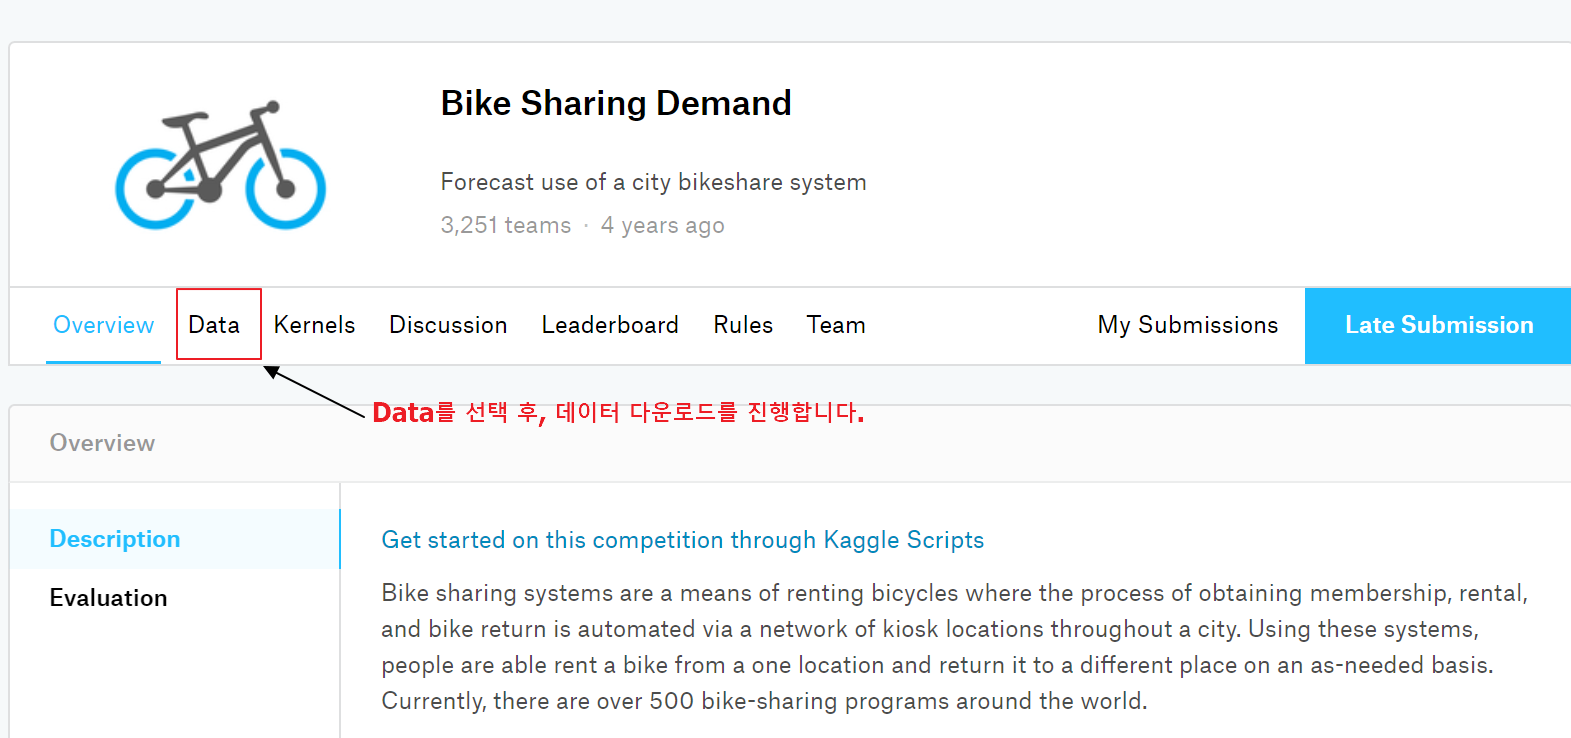 Bike Sharing Demand
Forecast use of a city bikeshare system
3,251 teams · 4 years ago
Overview Data Kernels Discussion Leaderboard Rules Team My Submissions Late Submission
Data를 선택 후, 데이터 다운로드를 진행합니다.
Overview
Description
Evaluation
Get started on this competition through Kaggle Scripts
Bike sharing systems are a means of renting bicycles where the process of obtaining membership, rental,
and bike return is automated via a network of kiosk locations throughout a city. Using these systems,
people are able rent a bike from a one location and return it to a different place on an as-needed basis.
Currently, there are over 500 bike-sharing programs around the world.